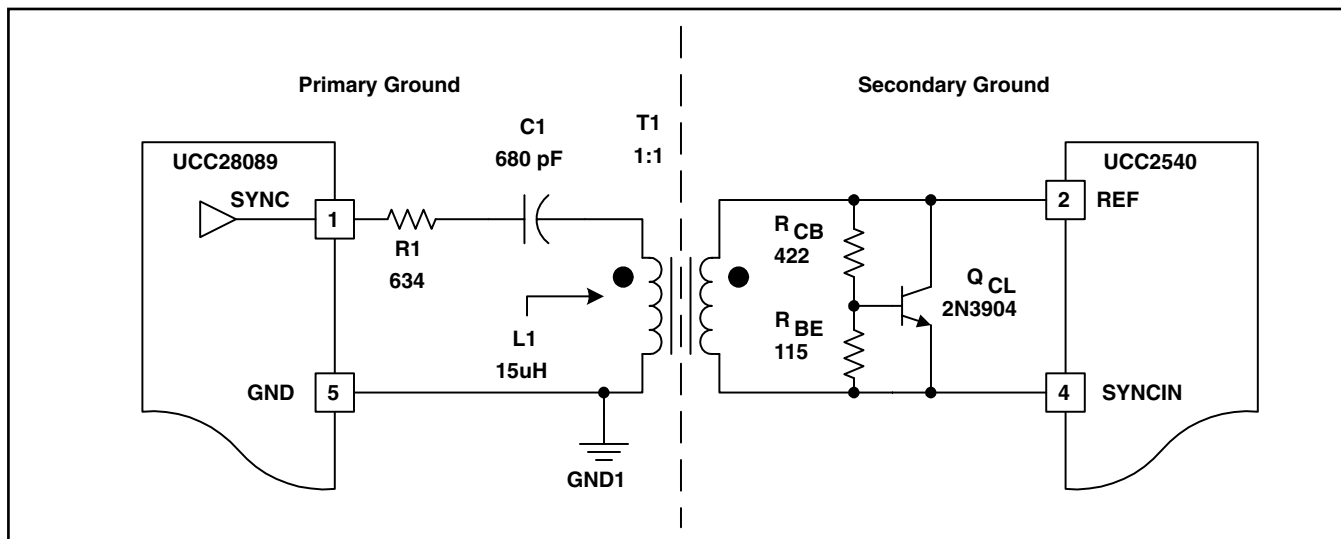 Primary Ground
Secondary Ground
C1
680 pF
T1
1:1
UCC28089
SYNC
1
R1
634
L1
15uH
GND
5
GND1
UCC2540
2
REF
R CB
422
Q CL
2N3904
R BE
115
4
SYNCIN